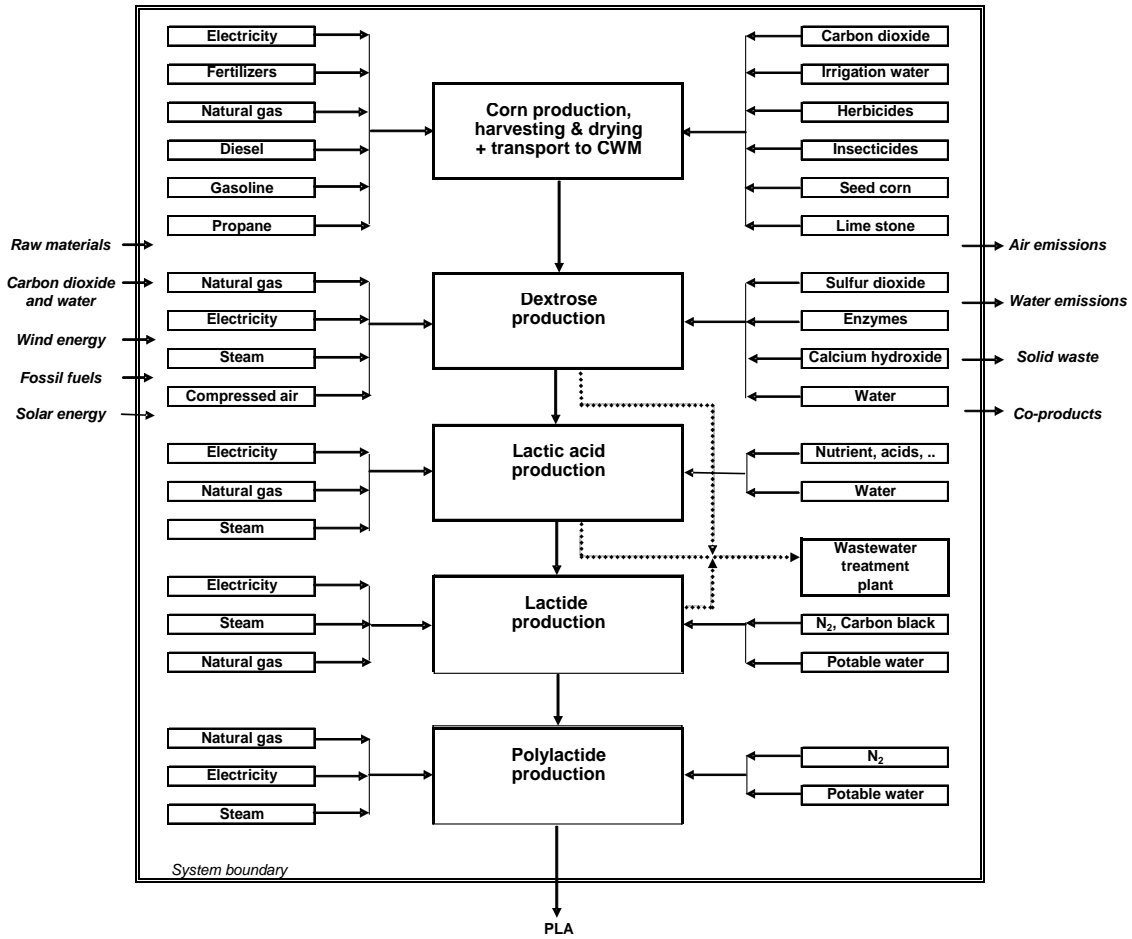 Electricity
Fertilizers
Natural gas
Diesel
Gasoline
Propane
Corn production,
harvesting & drying
+ transport to CWM
Carbon dioxide
Irrigation water
Herbicides
Insecticides
Seed corn
Lime stone
Raw materials
Carbon dioxide
and water
Wind energy
Fossil fuels
Solar energy
Air emissions
Water emissions
Solid waste
Co-products
Natural gas
Electricity
Steam
Compressed air
Dextrose
production
Sulfur dioxide
Enzymes
Calcium hydroxide
Water
Electricity
Natural gas
Steam
Lactic acid
production
Nutrient, acids, ..
Water
Wastewater
treatment
plant
Electricity
Steam
Natural gas
Lactide
production
N2, Carbon black
Potable water
Natural gas
Electricity
Steam
Polylactide
production
N2
Potable water
System boundary
PLA